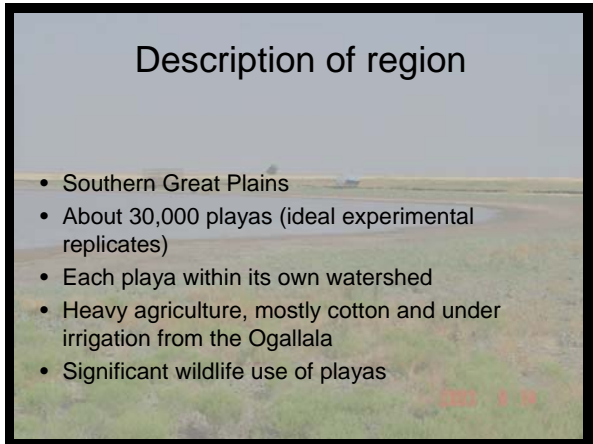 Description of region
• Southern Great Plains
• About 30,000 playas (ideal experimental
replicates)
• Each playa within its own watershed
• Heavy agriculture, mostly cotton and under
irrigation from the Ogallala
• Significant wildlife use of playas